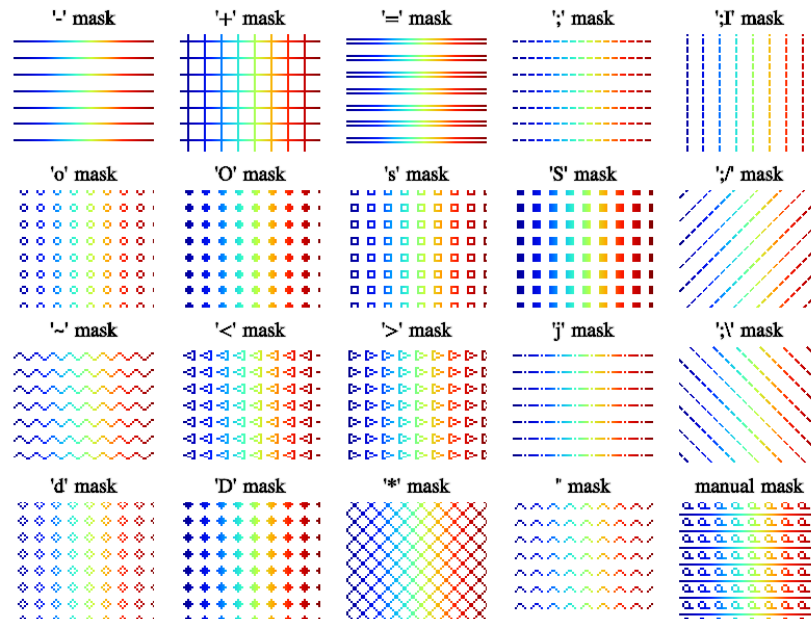 '-' mask
'+' mask
'=' mask
';' mask
';I' mask
'o' mask
'O' mask
's' mask
'S' mask
';/' mask
'~' mask
'<' mask
'>' mask
'j' mask
';\' mask
'd' mask
'D' mask
'*' mask
'' mask
manual mask